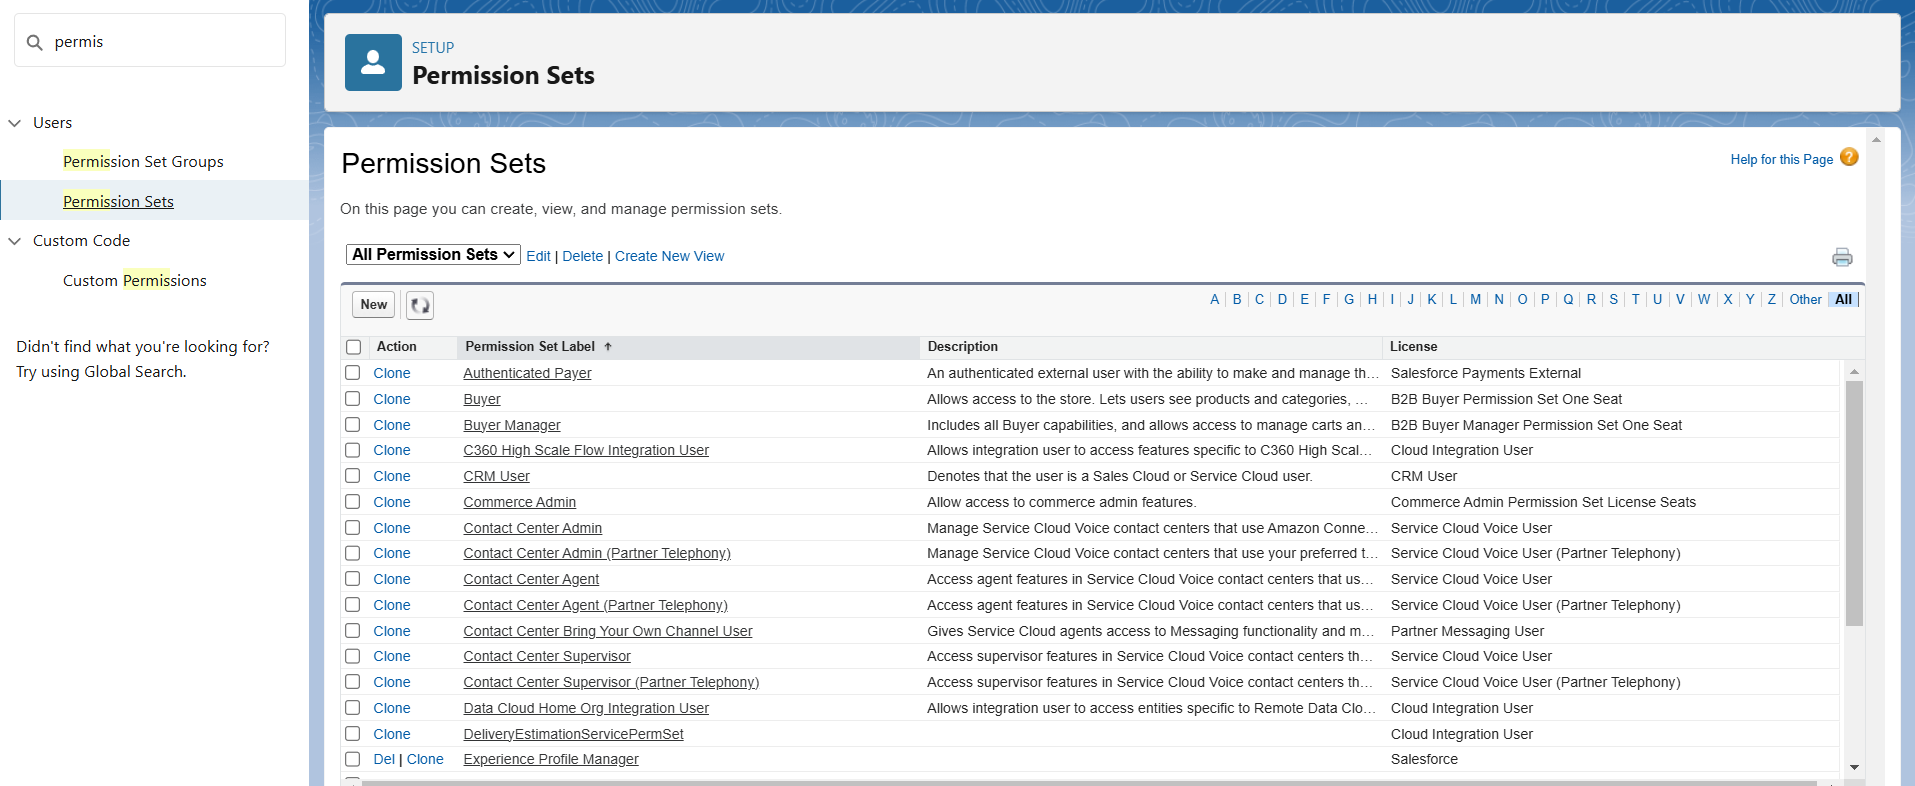 permis
Users
Permission Set Groups
Permission Sets
Custom Code
Custom Permissions
Didn't find what you're looking for?
Try using Global Search.
SETUP
Permission Sets
Permission Sets
Help for this Page ?
On this page you can create, view, and manage permission sets.
All Permission Sets Edit | Delete | Create New View
New A B C D E F G H I J K L M N O P Q R S T U V W X Y Z Other All
Action Permission Set Label Description License
Clone Authenticated Payer An authenticated external user with the ability to make and manage th... Salesforce Payments External
Clone Buyer Allows access to the store. Lets users see products and categories, ... B2B Buyer Permission Set One Seat
Clone Buyer Manager Includes all Buyer capabilities, and allows access to manage carts an... B2B Buyer Manager Permission Set One Seat
Clone C360 High Scale Flow Integration User Allows integration user to access features specific to C360 High Scal... Cloud Integration User
Clone CRM User Denotes that the user is a Sales Cloud or Service Cloud user. CRM User
Clone Commerce Admin Allow access to commerce admin features. Commerce Admin Permission Set License Seats
Clone Contact Center Admin Manage Service Cloud Voice contact centers that use Amazon Conne... Service Cloud Voice User
Clone Contact Center Admin (Partner Telephony) Manage Service Cloud Voice contact centers that use your preferred t... Service Cloud Voice User (Partner Telephony)
Clone Contact Center Agent Access agent features in Service Cloud Voice contact centers that us... Service Cloud Voice User
Clone Contact Center Agent (Partner Telephony) Access agent features in Service Cloud Voice contact centers that us... Service Cloud Voice User (Partner Telephony)
Clone Contact Center Bring Your Own Channel User Gives Service Cloud agents access to Messaging functionality and m... Partner Messaging User
Clone Contact Center Supervisor Access supervisor features in Service Cloud Voice contact centers th... Service Cloud Voice User
Clone Contact Center Supervisor (Partner Telephony) Access supervisor features in Service Cloud Voice contact centers th... Service Cloud Voice User (Partner Telephony)
Clone Data Cloud Home Org Integration User Allows integration user to access entities specific to Remote Data Clo... Cloud Integration User
Clone DeliveryEstimationServicePermSet Cloud Integration User
Del | Clone Experience Profile Manager Salesforce